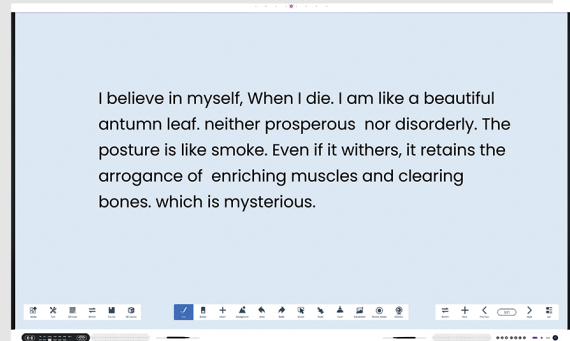 I believe in myself, When I die. I am like a beautiful
antumn leaf. neither prosperous  nor disorderly. The
posture is like smoke. Even if it withers, it retains the
arrogance of  enriching muscles and clearing
bones. which is mysterious.